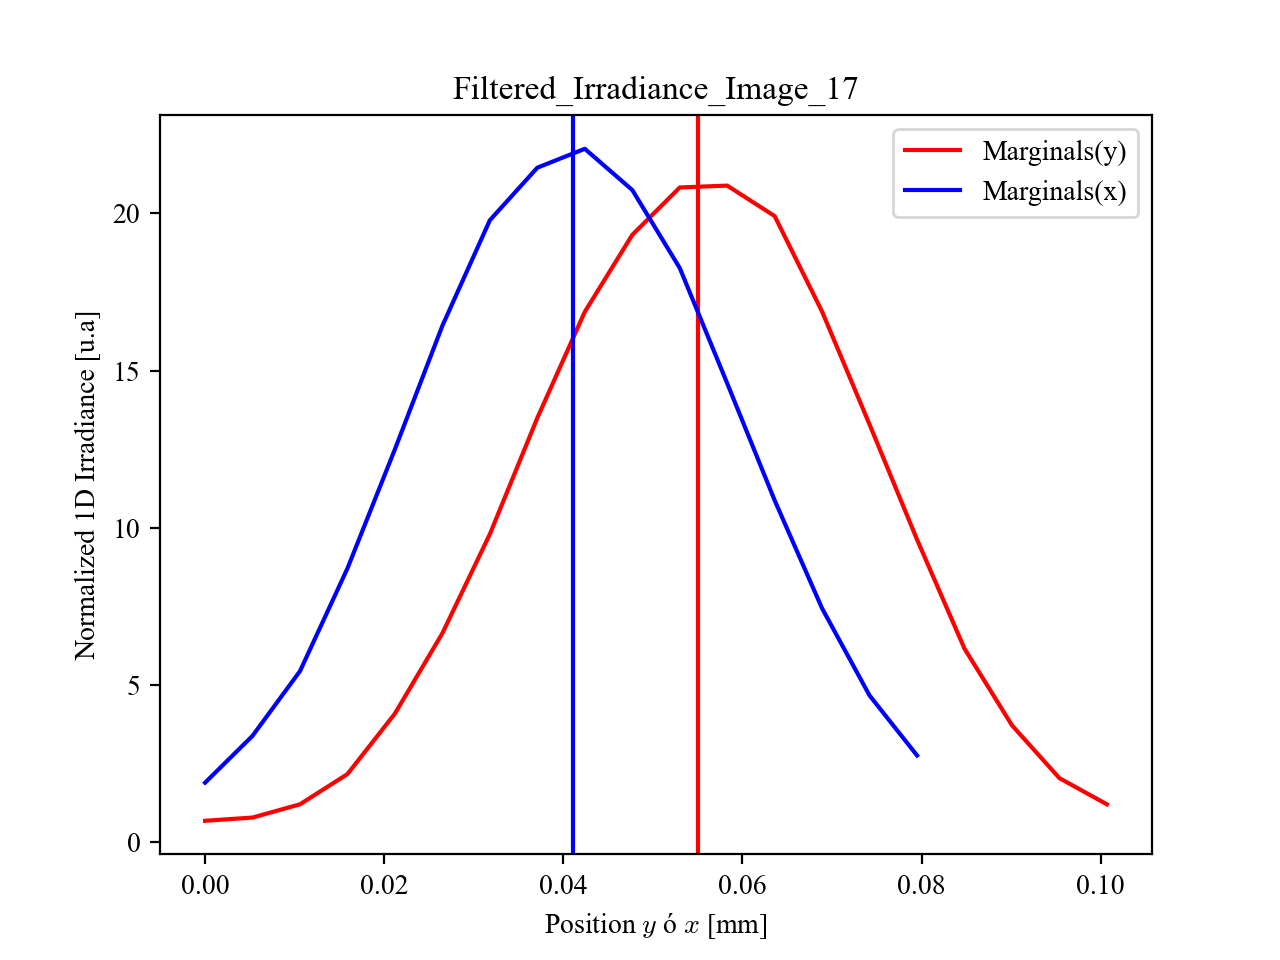 Filtered_Irradiance_Image_17
Marginals(y)
Marginals(x)
Normalized 1D Irradiance [u.a]
20
15
10
5
0
0.00 0.02 0.04 0.06 0.08 0.10
Position y ó x [mm]